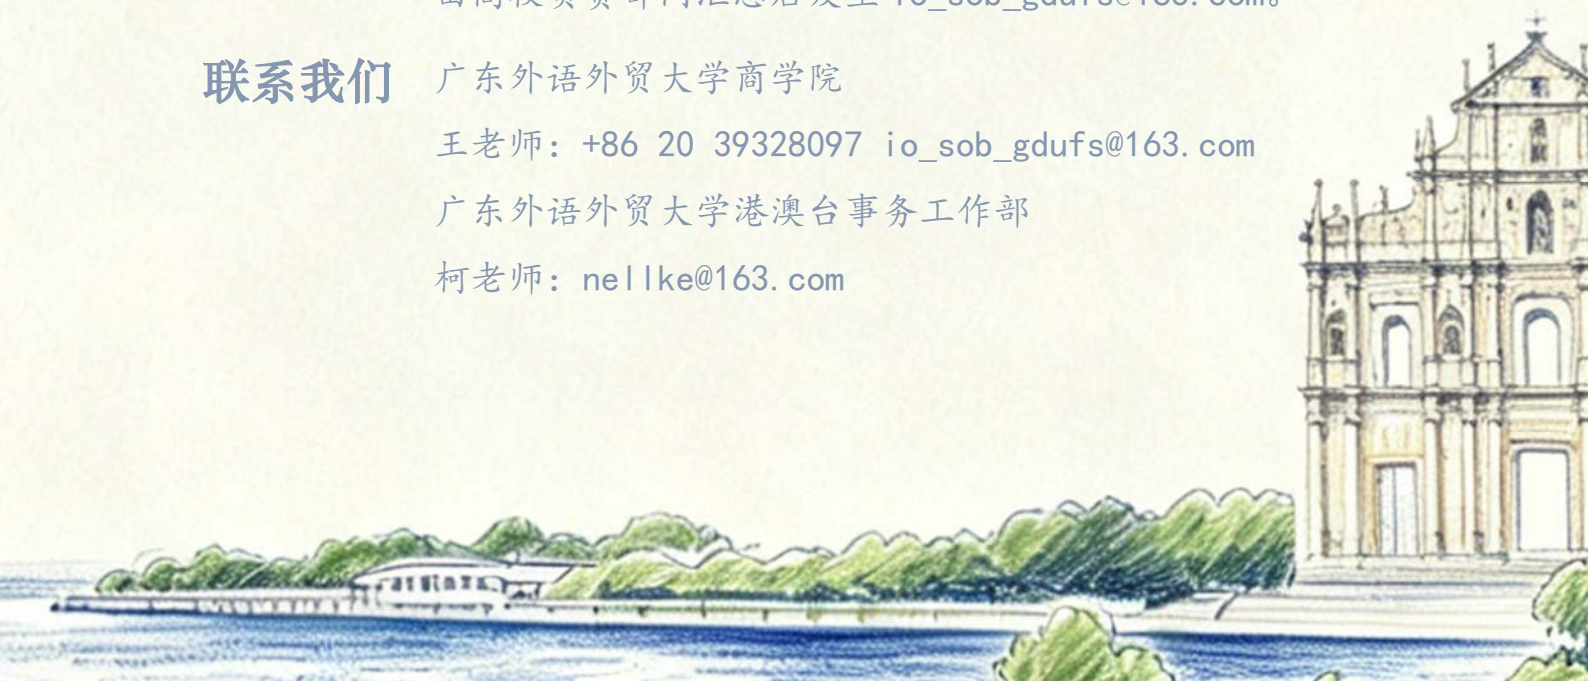 联系我们 广东外语外贸大学商学院
王老师：+86 20 39328097 io_sob_gdufs@163.com
广东外语外贸大学港澳台事务工作部
柯老师：nellke@163.com